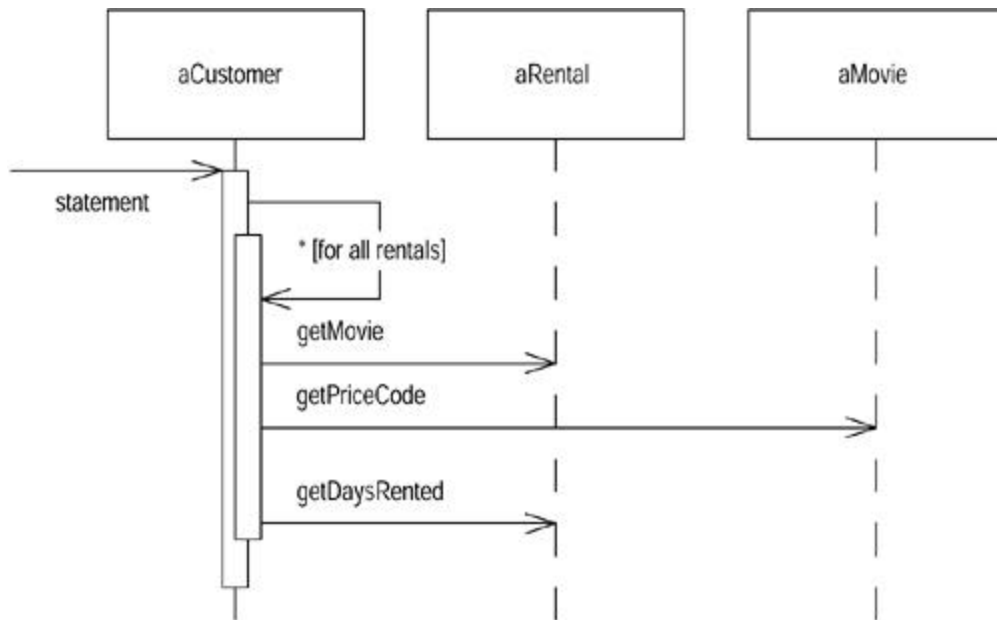 aCustomer
aRental
aMovie
statement
* [for all rentals]
getMovie
getPriceCode
getDaysRented